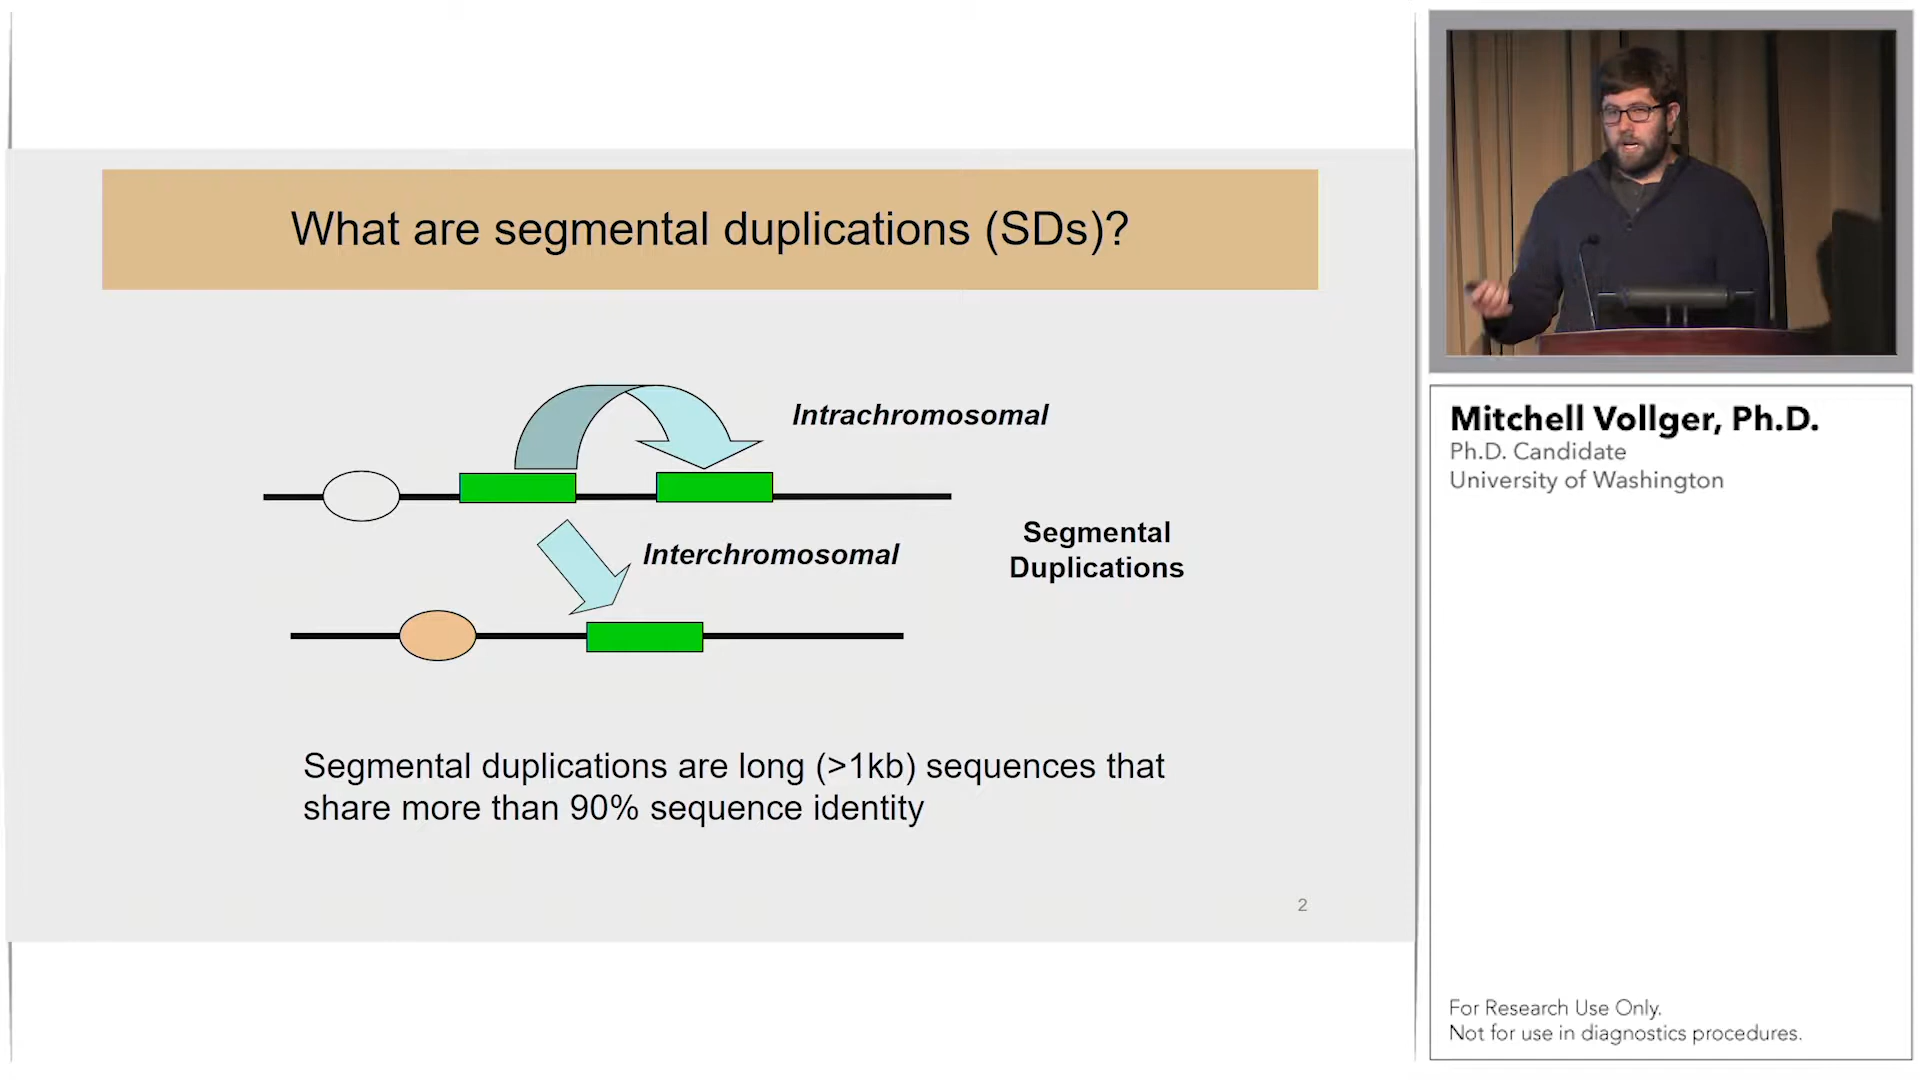 What are segmental duplications (SDs)?
Intrachromosomal
Interchromosomal
Segmental
Duplications
Segmental duplications are long (>1kb) sequences that
share more than 90% sequence identity
2
Mitchell Vollger, Ph.D.
Ph.D. Candidate
University of Washington
For Research Use Only.
Not for use in diagnostics procedures.